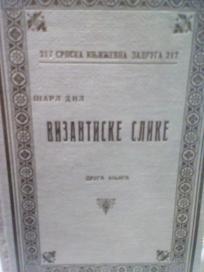 217 СРПСКА КЊИЖЕВНА ЗАДРУГА 217
ШАРЛ ДИЛ
ВИЗАНТИСКЕ СЛИКЕ
ДРУГА КЊИГА